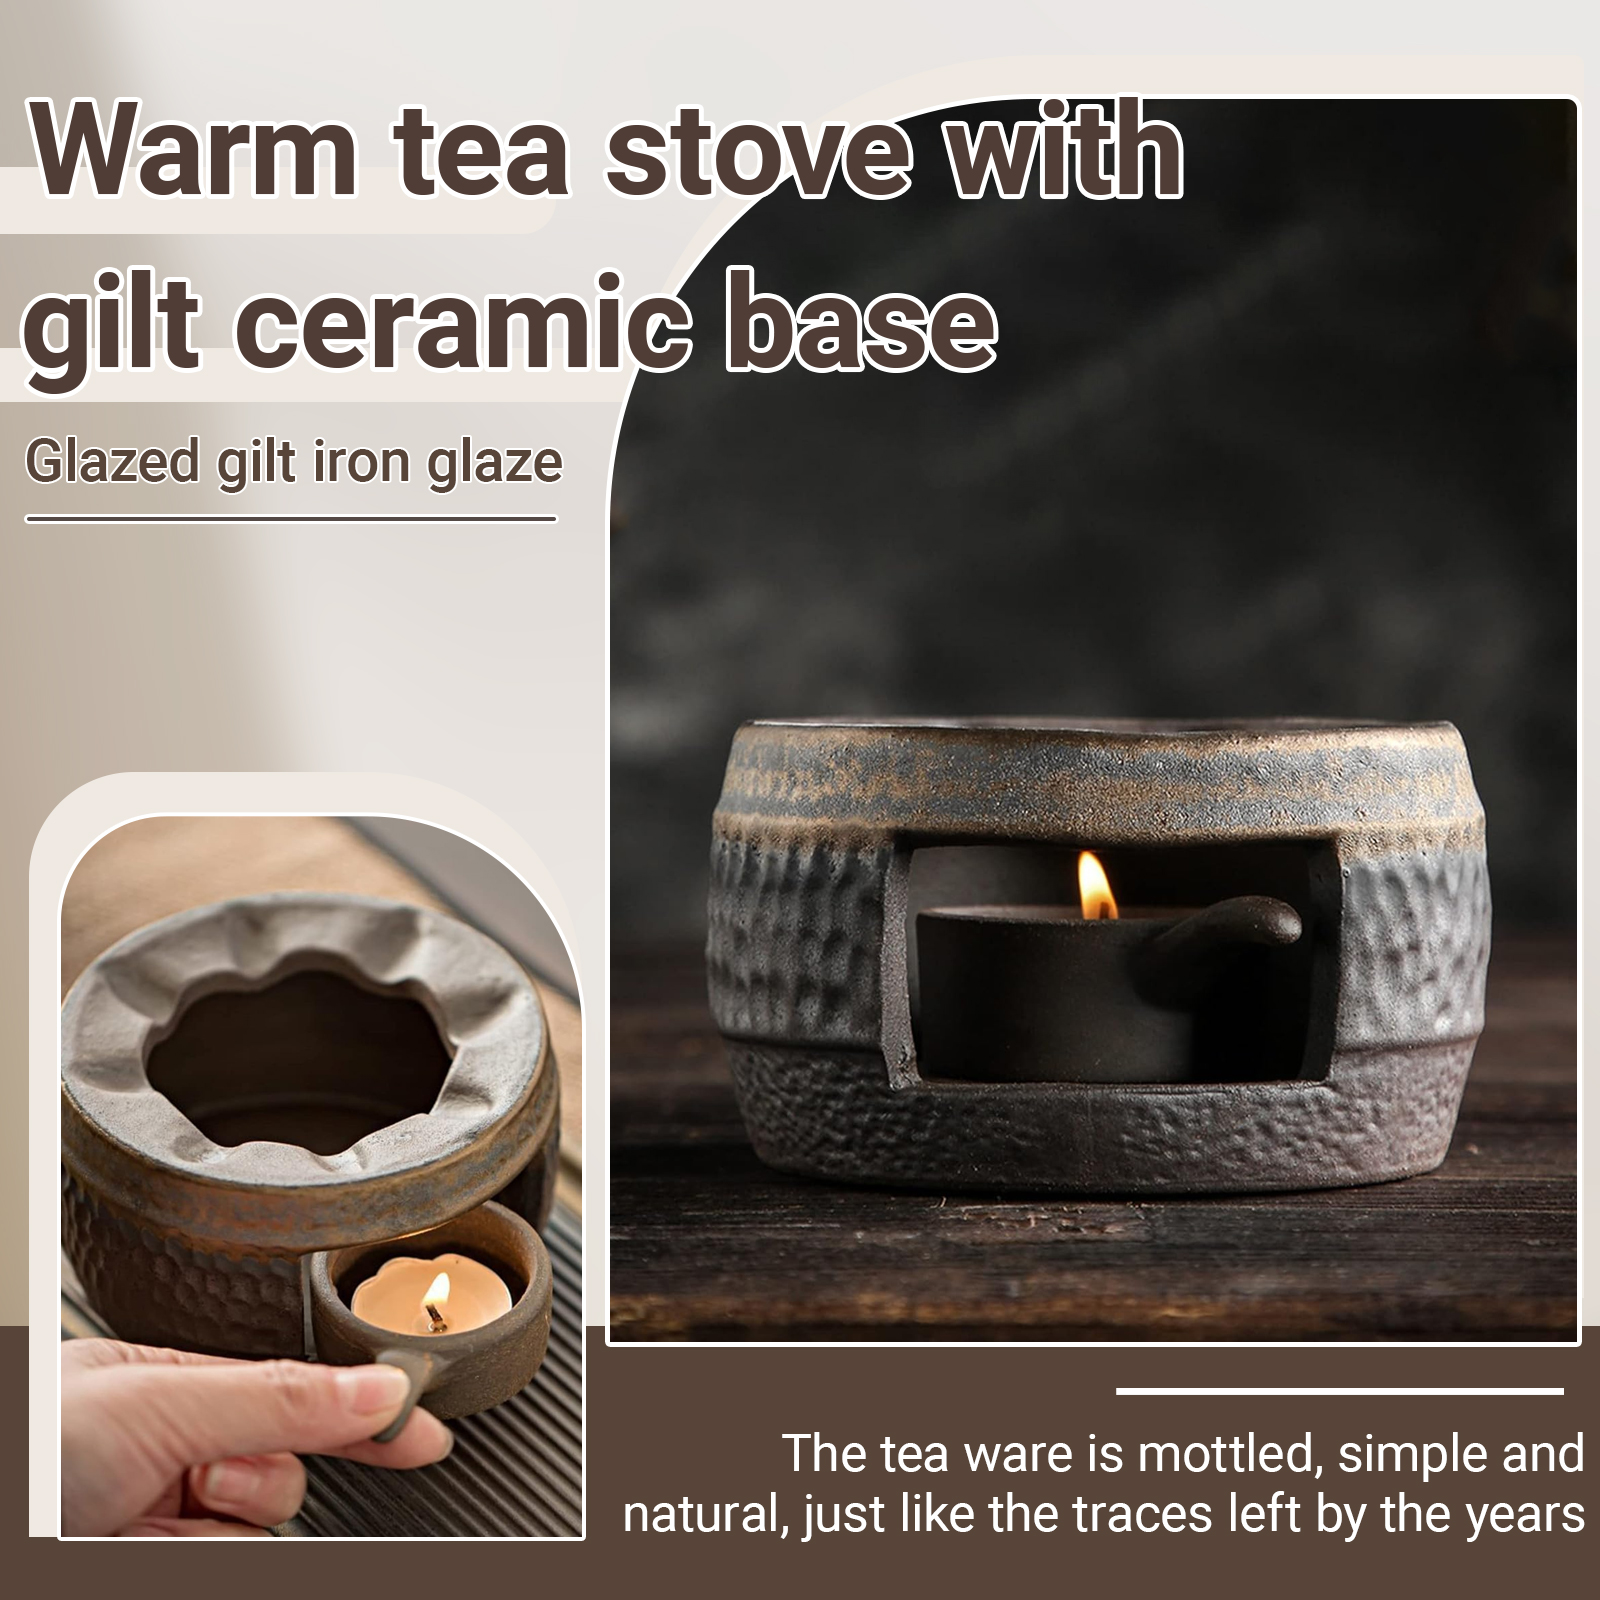 Warm tea stove with
gilt ceramic base
Glazed gilt iron glaze
The tea ware is mottled, simple and
natural, just like the traces left by the years